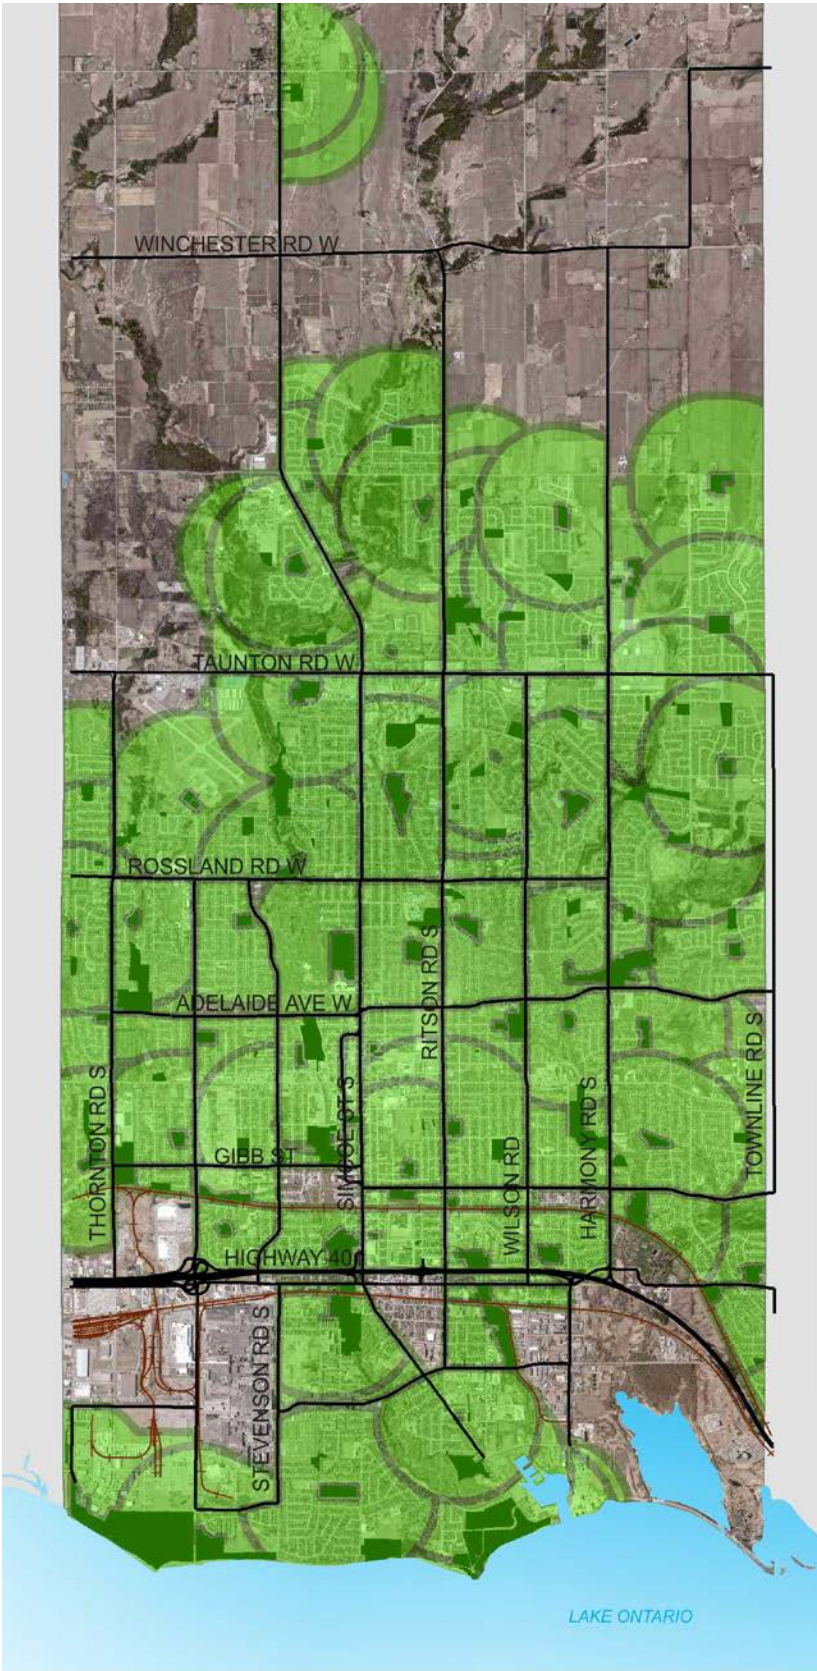 WINCHESTER RD W
TAUNTON RD W
ROSSLAND RD W
RITSON RD S
ADELAIDE AVE W
THORNTON RD S
SIMCOE ST S
TOWNLINE RD S
HARMONY RD S
GIBB ST
WILSON RD
HIGHWAY 40
STEVENSON RD S
LAKE ONTARIO